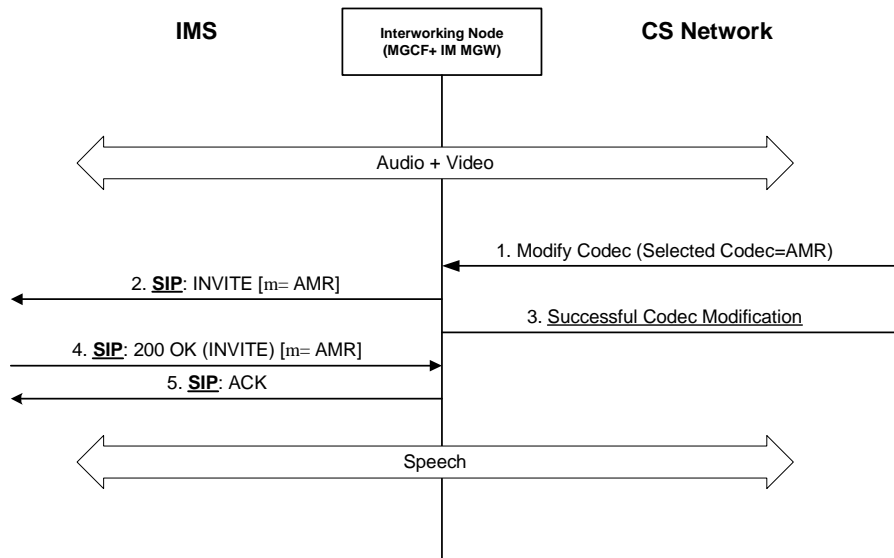 IMS
Interworking Node
(MGCF+ IM MGW)
CS Network
Audio + Video
1. Modify Codec (Selected Codec=AMR)
2. SIP: INVITE [m= AMR]
3. Successful Codec Modification
4. SIP: 200 OK (INVITE) [m= AMR]
5. SIP: ACK
Speech